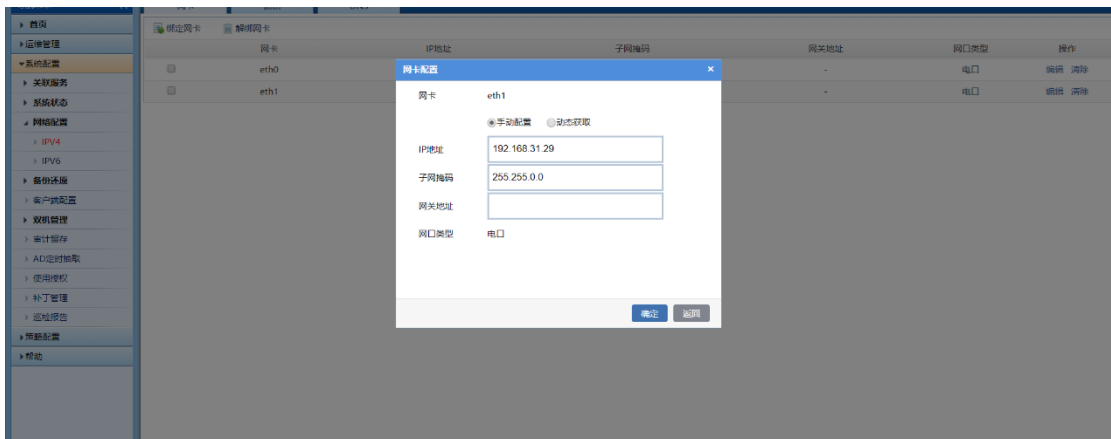 首页
运维管理
系统配置
关联服务
系统状态
网络配置
IPV4
IPV6
备份还原
客户端配置
双机管理
审计留存
AD定时抽取
使用授权
补丁管理
巡检报告
策略配置
帮助
绑定网卡 解绑网卡
网卡 IP地址 子网掩码 网关地址 网口类型 操作
eth0 - 电口 编辑 清除
eth1 - 电口 编辑 清除
网卡配置 ×
网卡 eth1
手动配置 动态获取
IP地址 192.168.31.29
子网掩码 255.255.0.0
网关地址
网口类型 电口
确定 返回